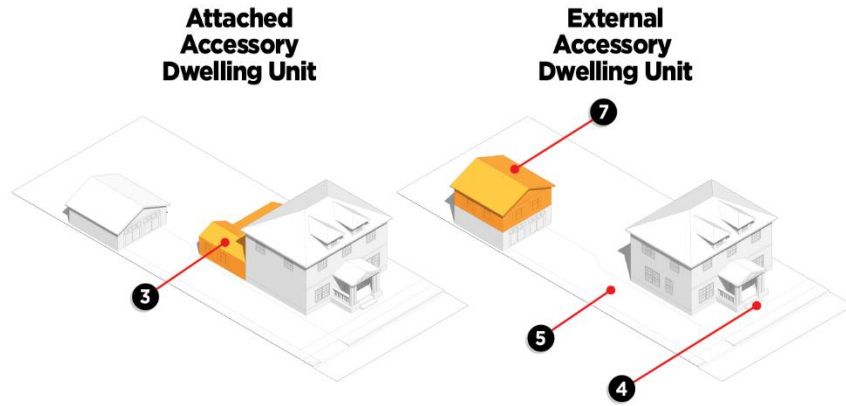 Attached
Accessory
Dwelling Unit
External
Accessory
Dwelling Unit
7
3
5
4